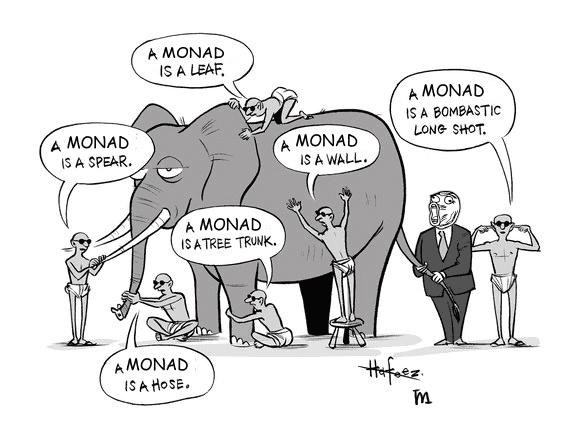 A MONAD
IS A LEAF.
A MONAD
IS A BOMBASTIC
LONG SHOT.
A MONAD
IS A SPEAR.
A MONAD
IS A WALL.
A MONAD
IS A TREE TRUNK.
A MONAD
IS A HOSE.
Hafeez